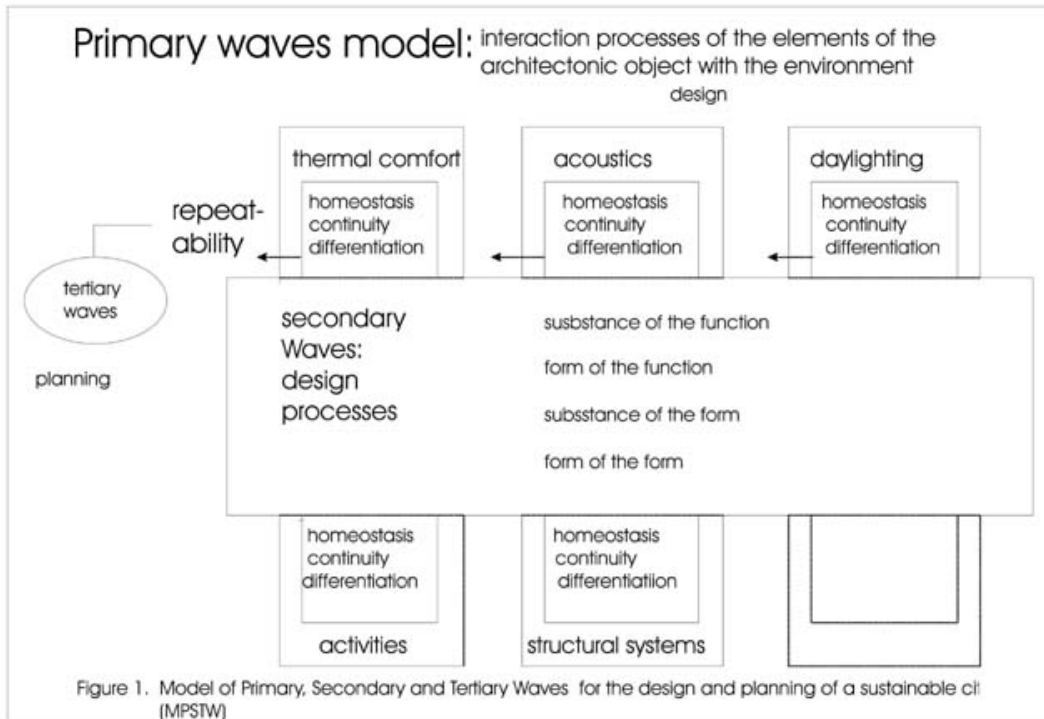 Primary waves model: interaction processes of the elements of the
architectonic object with the environment
design
thermal comfort
acoustics
daylighting
homeostasis
continuity
differentiation
homeostasis
continuity
differentiation
homeostasis
continuity
differentiation
repeat-
ability
tertiary
waves
planning
secondary
Waves:
design
processes
susbstance of the function
form of the function
subsstance of the form
form of the form
homeostasis
continuity
differentiation
homeostasis
continuity
differentiatiion
activities
structural systems
Figure 1. Model of Primary, Secondary and Tertiary Waves for the design and planning of a sustainable
(MPSTW)